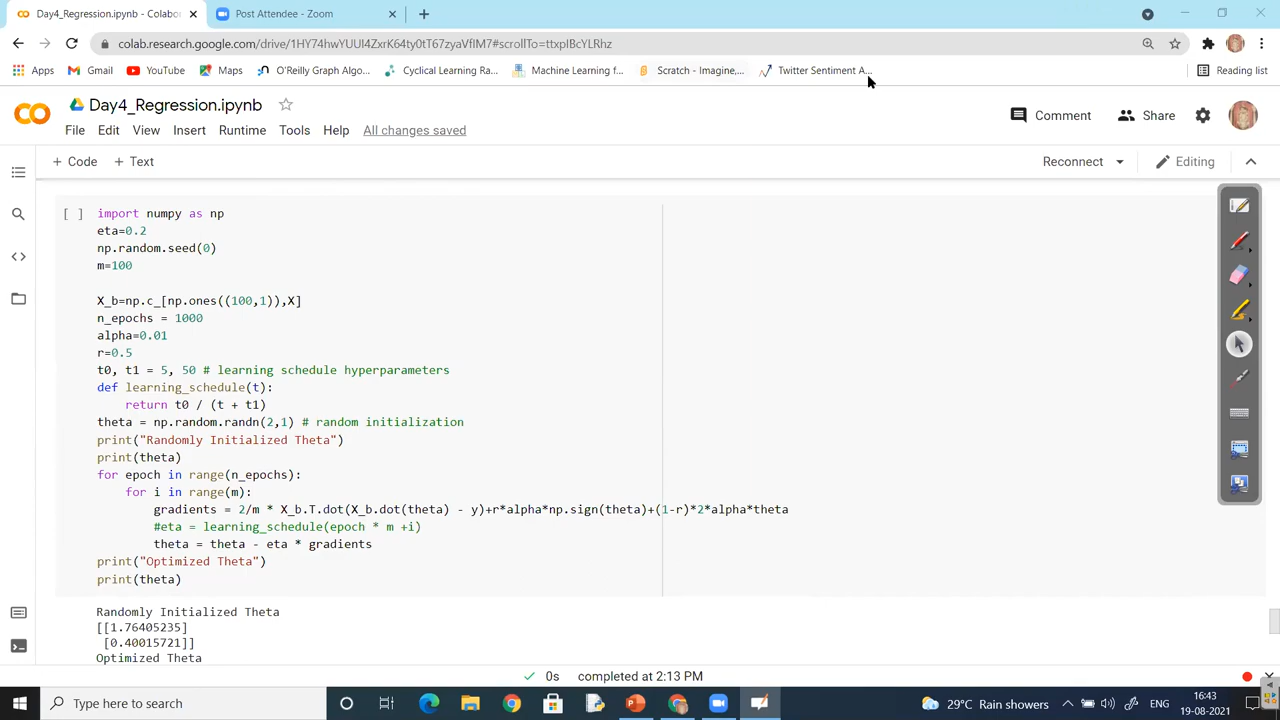 Day4_Regression.ipynb - Colabo
Post Attendee - Zoom
colab.research.google.com/drive/1HY74hwYUUI4ZxrK64ty0tT67zyaVfIM7#scrollTo=ttxpIBcYLRhz
Apps
Gmail
YouTube
Maps
O'Reilly Graph Algo...
Cyclical Learning Ra...
Machine Learning f...
Scratch - Imagine,...
Twitter Sentiment A...
Reading list
Day4_Regression.ipynb
Comment
Share
File Edit View Insert Runtime Tools Help All changes saved
+ Code + Text
Reconnect
Editing
[ ] import numpy as np
eta=0.2
np.random.seed(0)
m=100
X_b=np.c_[np.ones((100,1)),X]
n_epochs = 1000
alpha=0.01
r=0.5
t0, t1 = 5, 50 # learning schedule hyperparameters
def learning_schedule(t):
return t0 / (t + t1)
theta = np.random.randn(2,1) # random initialization
print("Randomly Initialized Theta")
print(theta)
for epoch in range(n_epochs):
for i in range(m):
gradients = 2/m * X_b.T.dot(X_b.dot(theta) - y)+r*alpha*np.sign(theta)+(1-r)*2*alpha*theta
#eta = learning_schedule(epoch * m +i)
theta = theta - eta * gradients
print("Optimized Theta")
print(theta)
Randomly Initialized Theta
[[1.76405235]
[0.40015721]]
Optimized Theta
0s completed at 2:13 PM
Type here to search
29°C Rain showers
ENG
16:43
19-08-2021